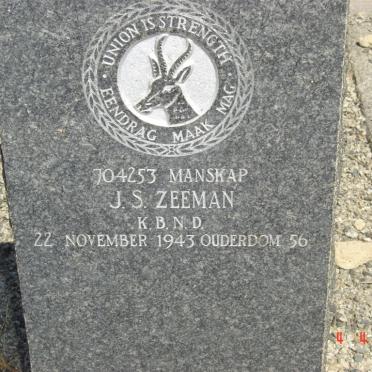 · UNION IS STRENGTH ·
EENDRAG MAAK MAG
704253 MANSKAP
J. S. ZEEMAN
K. B. N. D.
22 NOVEMBER 1943 OUDERDOM 56